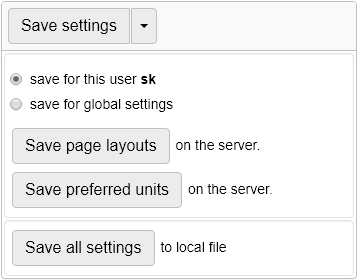 Save settings
save for this user sk
save for global settings
Save page layouts on the server.
Save preferred units on the server.
Save all settings to local file